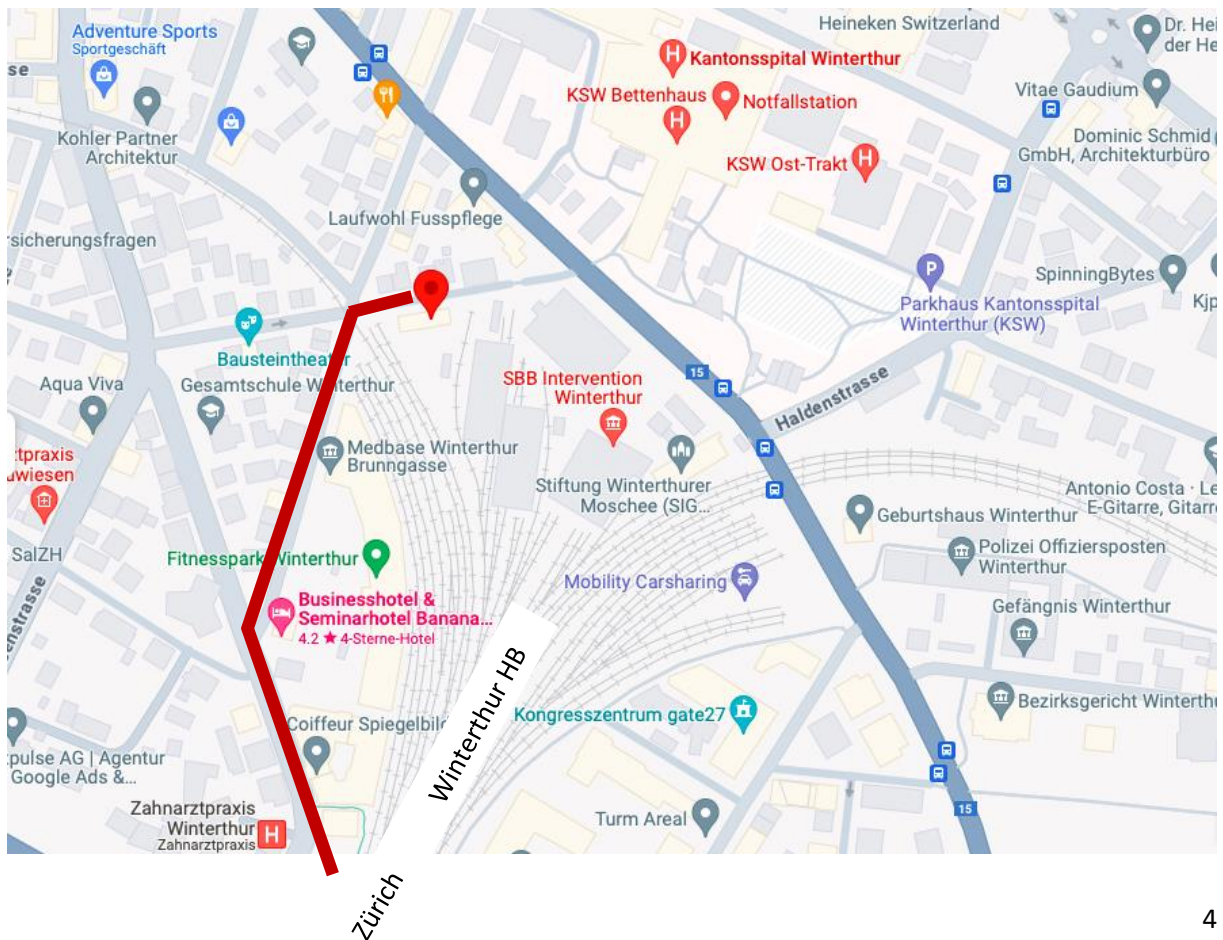 Heineken Switzerland
Adventure Sports
Sportgeschäft
Dr. Hei
der He
se
Kantonsspital Winterthur
KSW Bettenhaus
Notfallstation
Vitae Gaudium
Kohler Partner
Architektur
Dominic Schmid
GmbH, Architekturbüro
KSW Ost-Trakt
Laufwohl Fusspflege
rsicherungsfragen
SpinningBytes
Parkhaus Kantonsspital
Winterthur (KSW)
Kjp
Bausteintheater
Aqua Viva
Gesamtschule Winterthur
SBB Intervention
Winterthur
15
Haldenstrasse
Medbase Winterthur
Brunngasse
ztpraxis
uwiesen
Stiftung Winterthurer
Moschee (SIG...
Antonio Costa · Le
E-Gitarre, Gitarre
Geburtshaus Winterthur
SalZH
Fitnesspark Winterthur
Polizei Offiziersposten
Winterthur
Mobility Carsharing
Businesshotel &
Seminarhotel Banana...
4.2 ★ 4-Sterne-Hotel
Gefängnis Winterthur
enstrasse
Winterthur HB
Bezirksgericht Winterthu
Kongresszentrum gate27
Coiffeur Spiegelbild
pulse AG | Agentur
Google Ads &...
Zahnarztpraxis
Winterthur
Zahnarztpraxis
Turm Areal
15
Zürich
4